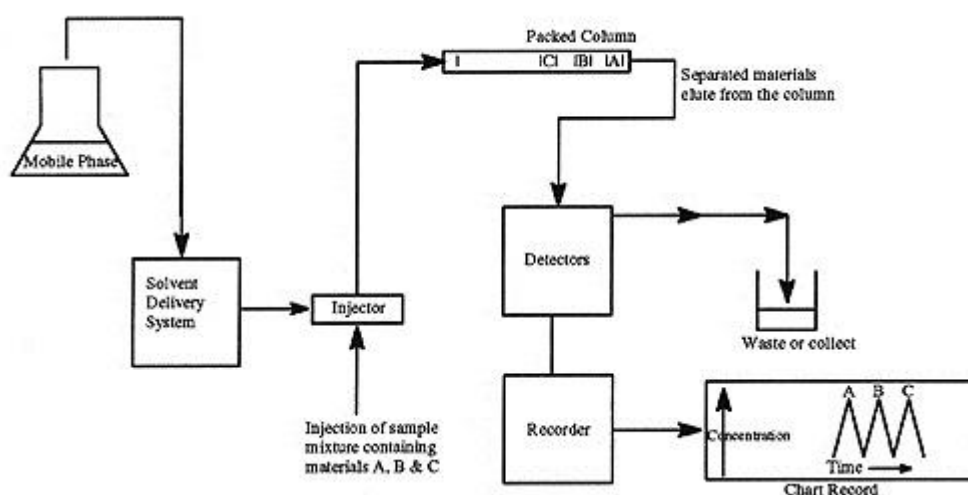 Packed Column
|C| |B| |A|
Separated materials
elute from the column
Mobile Phase
Solvent
Delivery
System
Injector
Detectors
Waste or collect
Injection of sample
mixture containing
materials A, B & C
Recorder
A B C
Concentration
Time
Chart Record